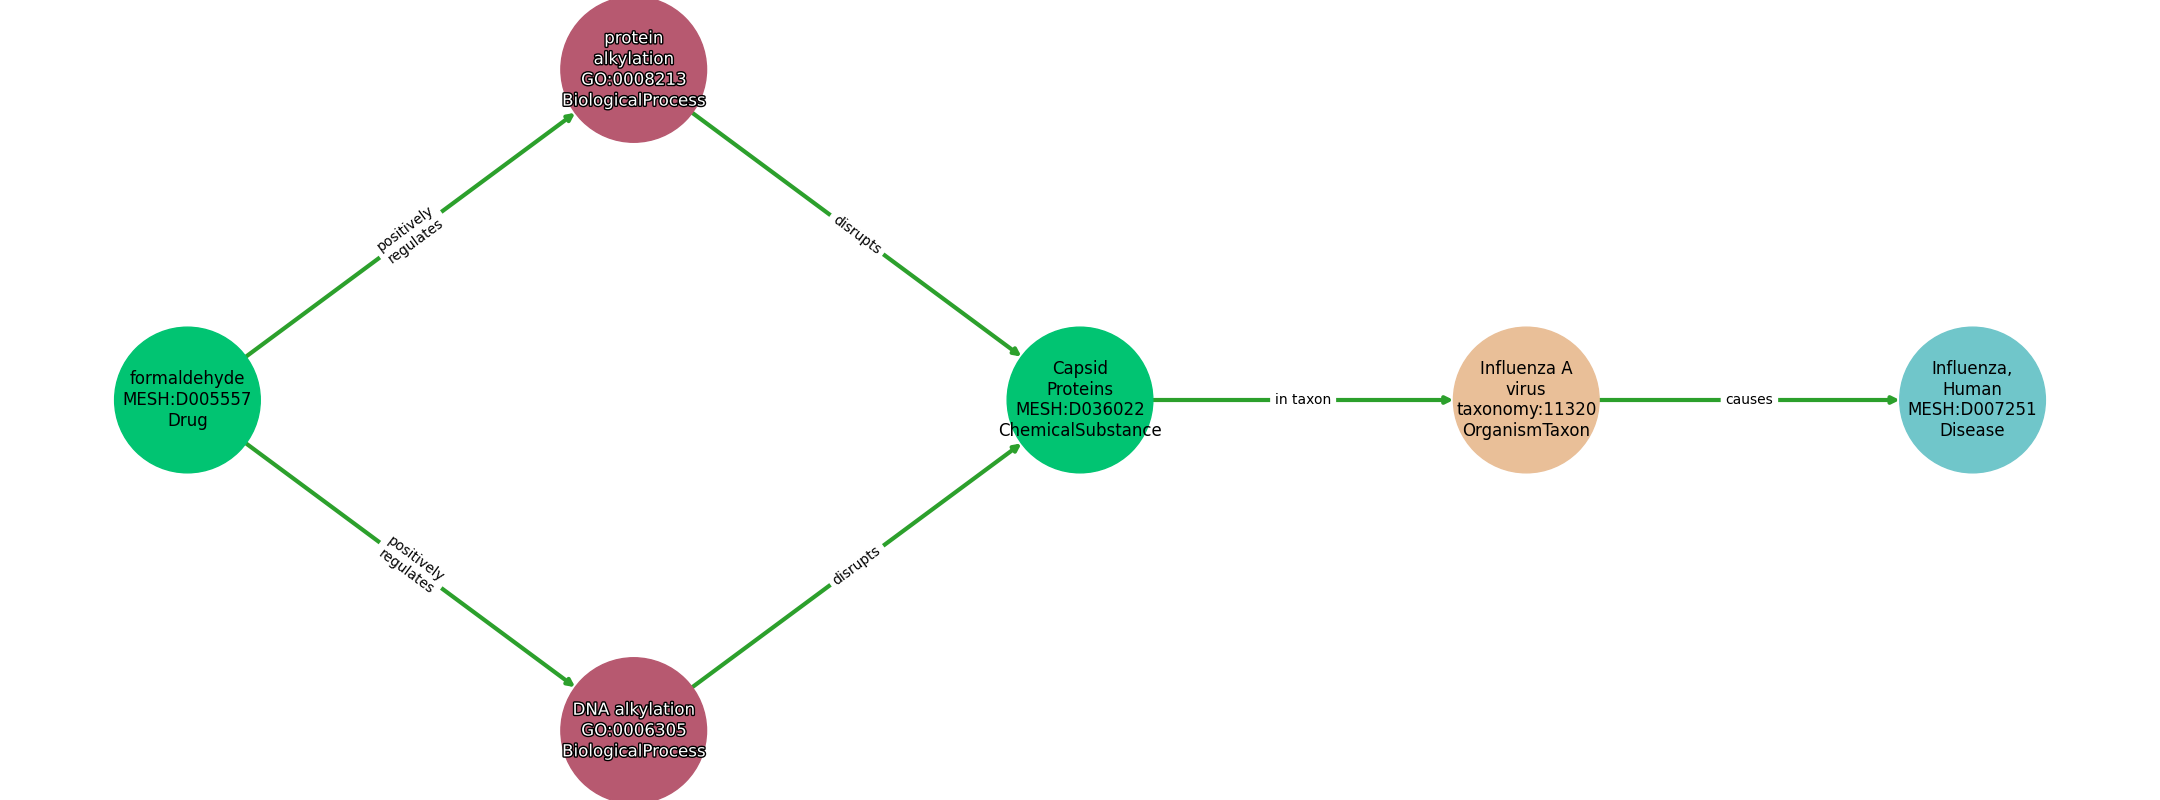 protein
alkylation
GO:0008213
BiologicalProcess
positively
regulates
disrupts
formaldehyde
MESH:D005557
Drug
Capsid
Proteins
MESH:D036022
ChemicalSubstance
in taxon
Influenza A
virus
taxonomy:11320
OrganismTaxon
causes
Influenza,
Human
MESH:D007251
Disease
positively
regulates
disrupts
DNA alkylation
GO:0006305
BiologicalProcess